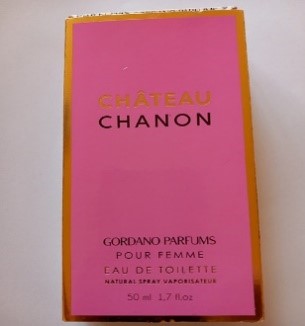 CHÂTEAU
CHANON
GORDANO PARFUMS
POUR FEMME
EAU DE TOILETTE
NATURAL SPRAY VAPORISATEUR
50 ml 1,7 fl.oz